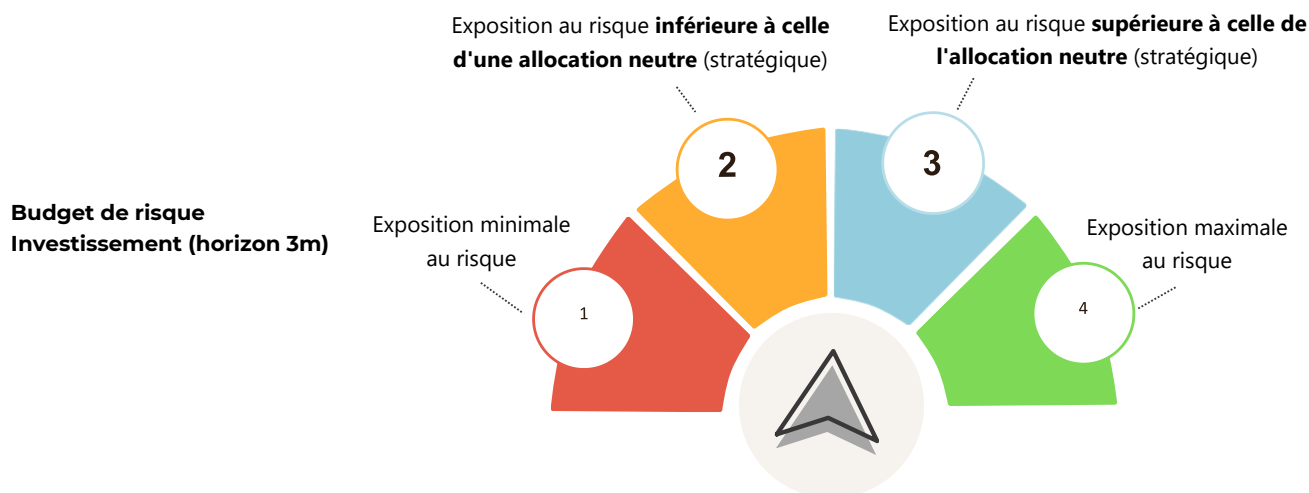 Exposition au risque inférieure à celle
d'une allocation neutre (stratégique)
Exposition au risque supérieure à celle de
l'allocation neutre (stratégique)
2
3
Budget de risque
Investissement (horizon 3m)
Exposition minimale
au risque
Exposition maximale
au risque
1
4